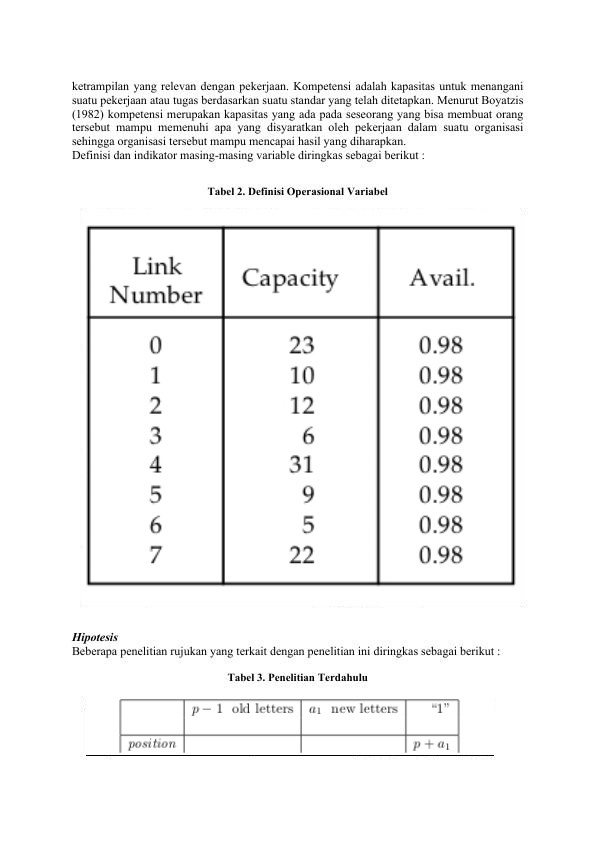 ketrampilan yang relevan dengan pekerjaan. Kompetensi adalah kapasitas untuk menangani
suatu pekerjaan atau tugas berdasarkan suatu standar yang telah ditetapkan. Menurut Boyatzis
(1982) kompetensi merupakan kapasitas yang ada pada seseorang yang bisa membuat orang
tersebut mampu memenuhi apa yang disyaratkan oleh pekerjaan dalam suatu organisasi
sehingga organisasi tersebut mampu mencapai hasil yang diharapkan.
Definisi dan indikator masing-masing variable diringkas sebagai berikut :
Tabel 2. Definisi Operasional Variabel
Link
Number Capacity Avail.
0 23 0.98
1 10 0.98
2 12 0.98
3 6 0.98
4 31 0.98
5 9 0.98
6 5 0.98
7 22 0.98
Hipotesis
Beberapa penelitian rujukan yang terkait dengan penelitian ini diringkas sebagai berikut :
Tabel 3. Penelitian Terdahulu
p − 1 old letters a₁ new letters “1”
position p + a₁